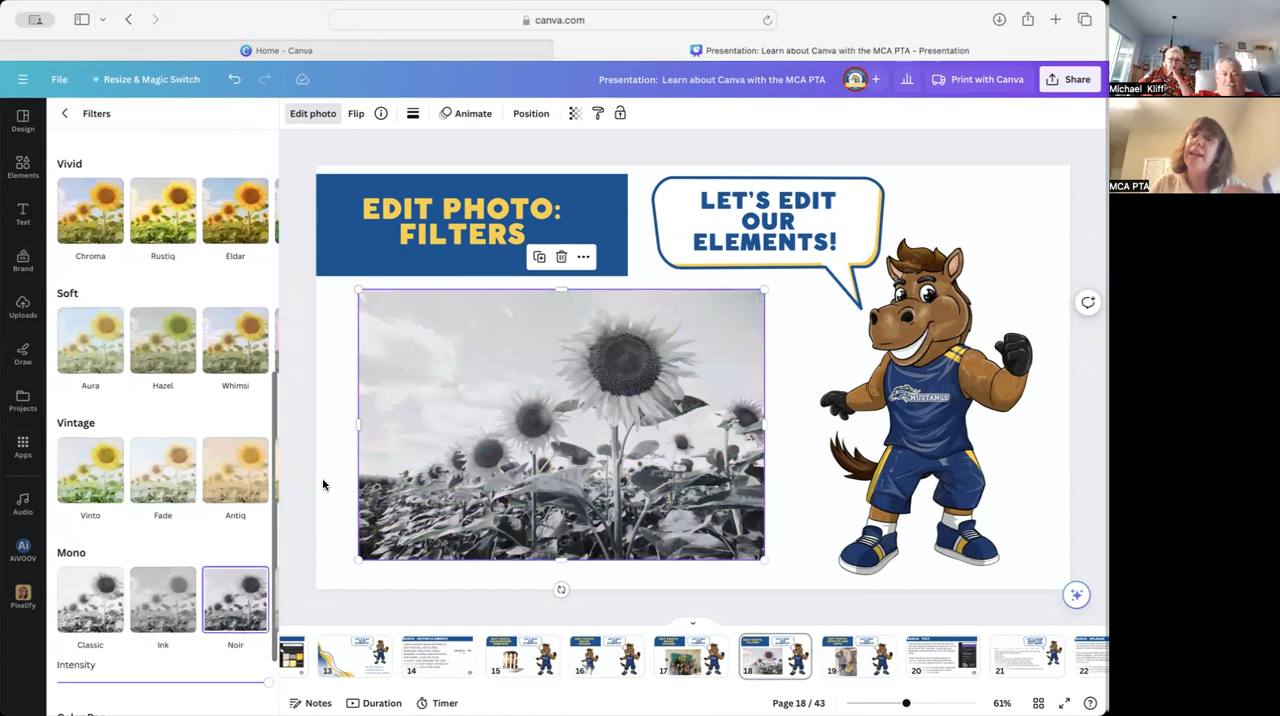 canva.com
Home - Canva
Presentation: Learn about Canva with the MCA PTA - Presentation
File
Resize & Magic Switch
Presentation: Learn about Canva with the MCA PTA
Print with Canva
Share
Michael Kliff
MCA PTA
Design
Elements
Text
Brand
Uploads
Draw
Projects
Apps
Audio
AiVOOV
Pixelify
Filters
Vivid
Chroma
Rustiq
Eldar
Soft
Aura
Hazel
Whimsi
Vintage
Vinto
Fade
Antiq
Mono
Classic
Ink
Noir
Intensity
Edit photo
Flip
Animate
Position
EDIT PHOTO:
FILTERS
LET'S EDIT
OUR
ELEMENTS!
MUSTANGS
13
15
16
17
18
19
20
21
22
Notes
Duration
Timer
Page 18 / 43
61%